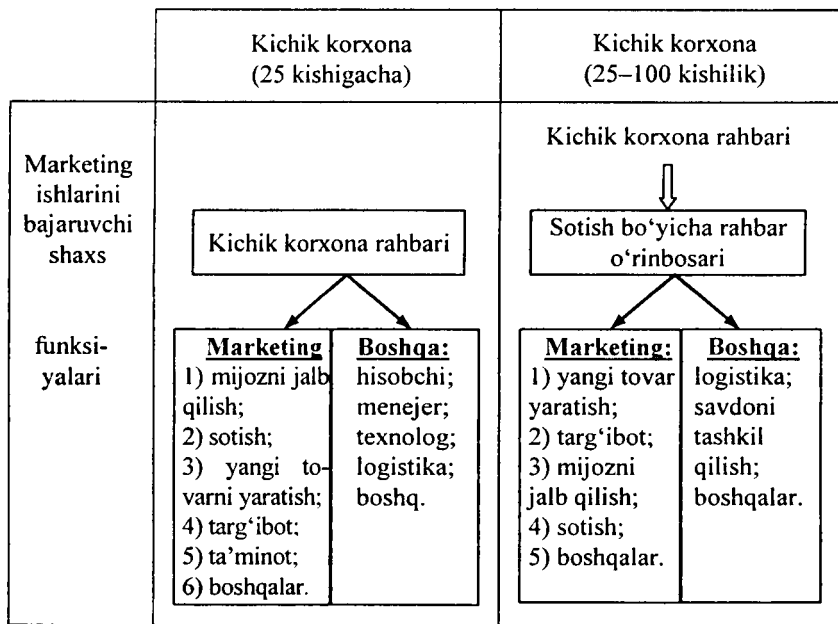 Kichik korxona
(25 kishigacha)
Kichik korxona
(25–100 kishilik)
Marketing
ishlarini
bajaruvchi
shaxs
funksi-
yalari
Kichik korxona rahbari
Marketing
1) mijozni jalb
qilish;
2) sotish;
3) yangi to-
varni yaratish;
4) targ‘ibot;
5) ta’minot;
6) boshqalar.
Boshqa:
hisobchi;
menejer;
texnolog;
logistika;
boshq.
Kichik korxona rahbari
Sotish bo‘yicha rahbar
o‘rinbosari
Marketing:
1) yangi tovar
yaratish;
2) targ‘ibot;
3) mijozni
jalb qilish;
4) sotish;
5) boshqalar.
Boshqa:
logistika;
savdoni
tashkil
qilish;
boshqalar.